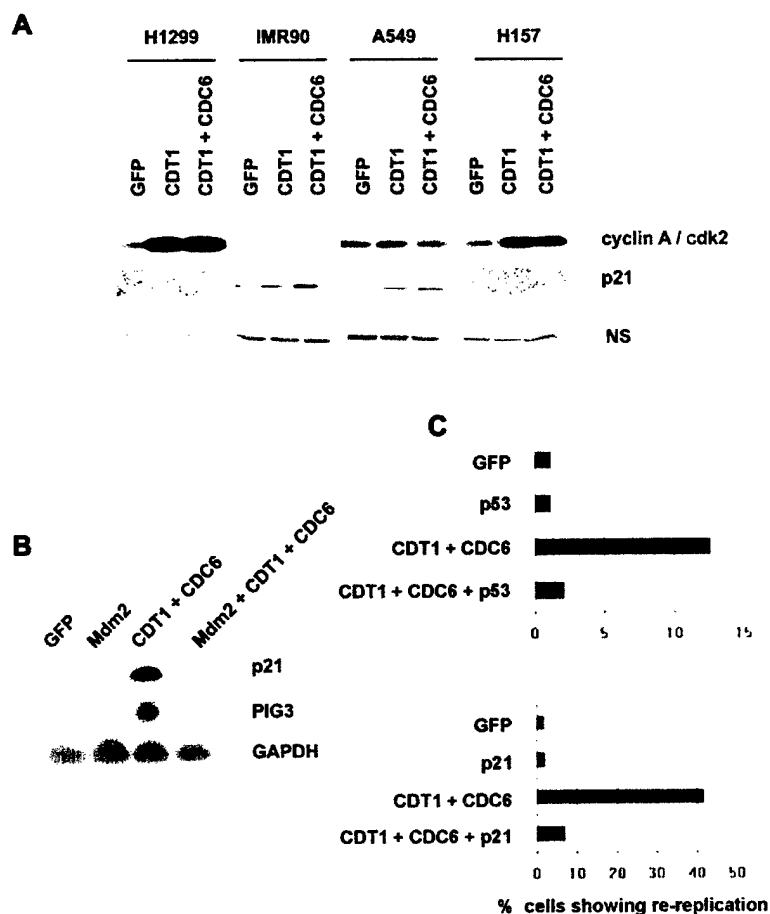 A
H1299 IMR90 A549 H157
GFP CDT1 CDT1 + CDC6 GFP CDT1 CDT1 + CDC6 GFP CDT1 CDT1 + CDC6 GFP CDT1 CDT1 + CDC6
cyclin A / cdk2
p21
NS
B
GFP Mdm2 CDT1 + CDC6 Mdm2 + CDT1 + CDC6
p21
PIG3
GAPDH
C
GFP
p53
CDT1 + CDC6
CDT1 + CDC6 + p53
0 5 10 15
GFP
p21
CDT1 + CDC6
CDT1 + CDC6 + p21
0 10 20 30 40 50
% cells showing re-replication